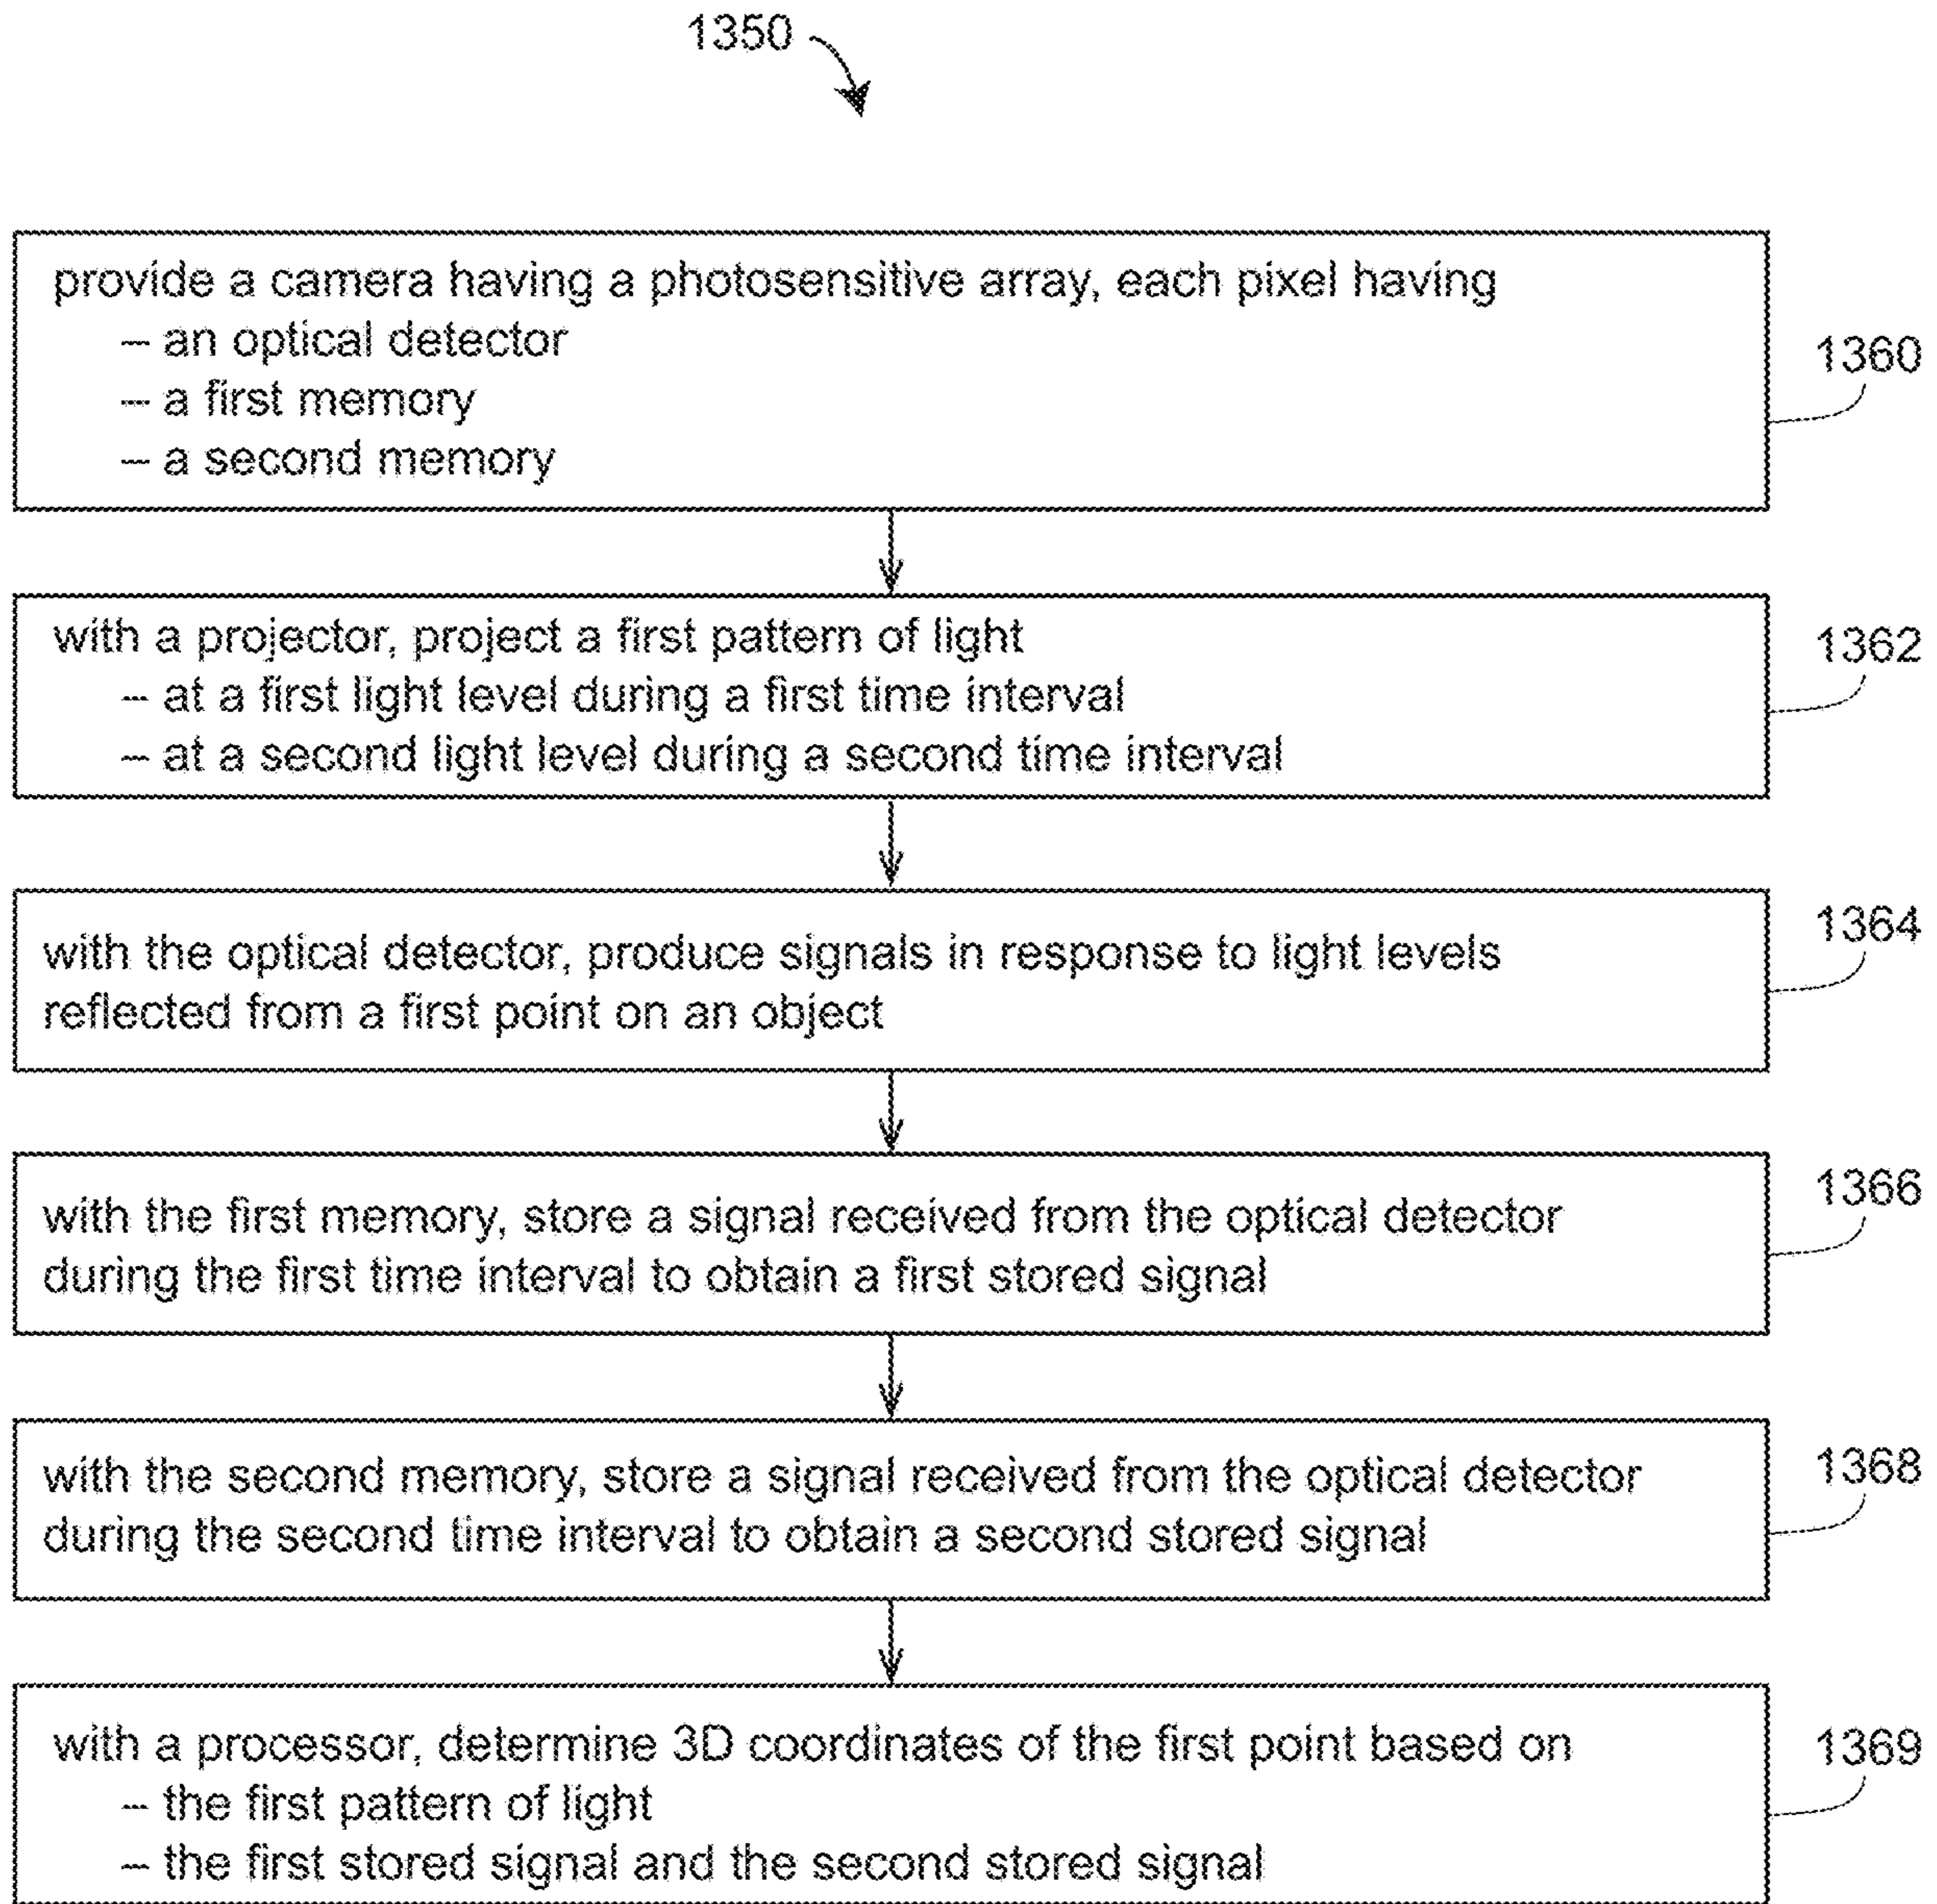 1350
provide a camera having a photosensitive array, each pixel having
– an optical detector
– a first memory
– a second memory
1360
with a projector, project a first pattern of light
– at a first light level during a first time interval
– at a second light level during a second time interval
1362
with the optical detector, produce signals in response to light levels
reflected from a first point on an object
1364
with the first memory, store a signal received from the optical detector
during the first time interval to obtain a first stored signal
1366
with the second memory, store a signal received from the optical detector
during the second time interval to obtain a second stored signal
1368
with a processor, determine 3D coordinates of the first point based on
– the first pattern of light
– the first stored signal and the second stored signal
1369